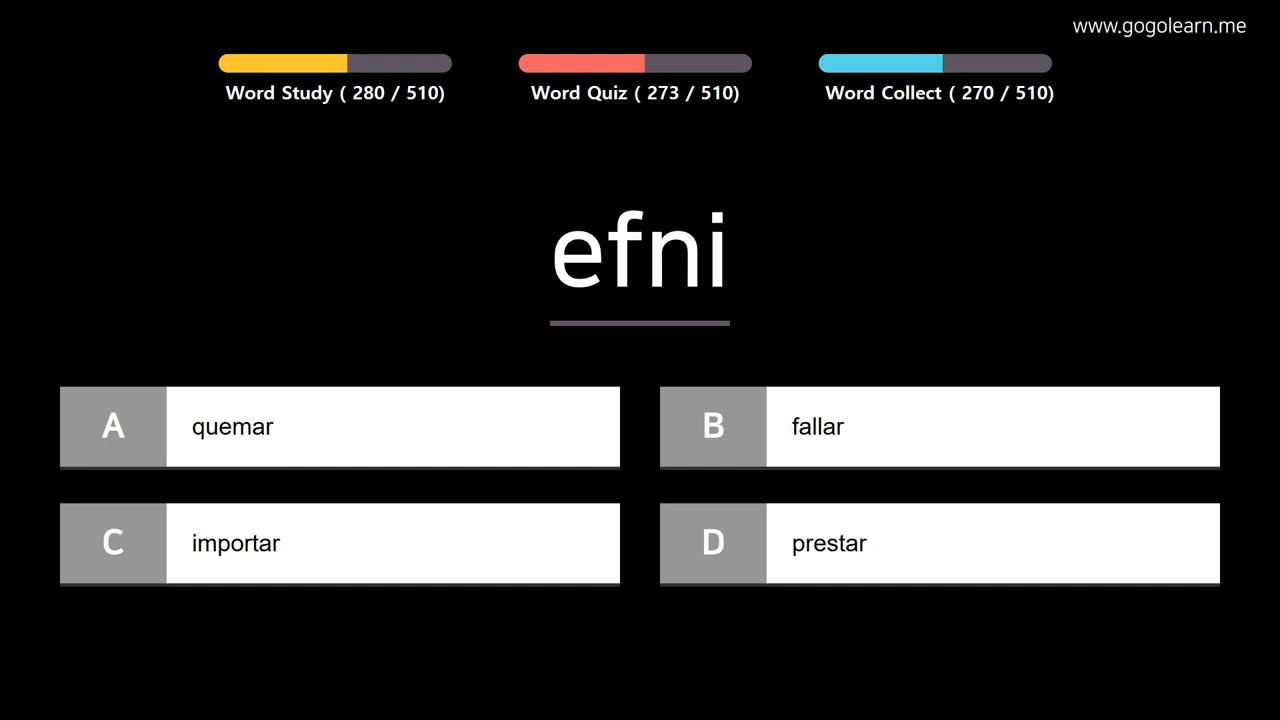 www.gogolearn.me
Word Study ( 280 / 510)
Word Quiz ( 273 / 510)
Word Collect ( 270 / 510)
efni
A quemar
B fallar
C importar
D prestar